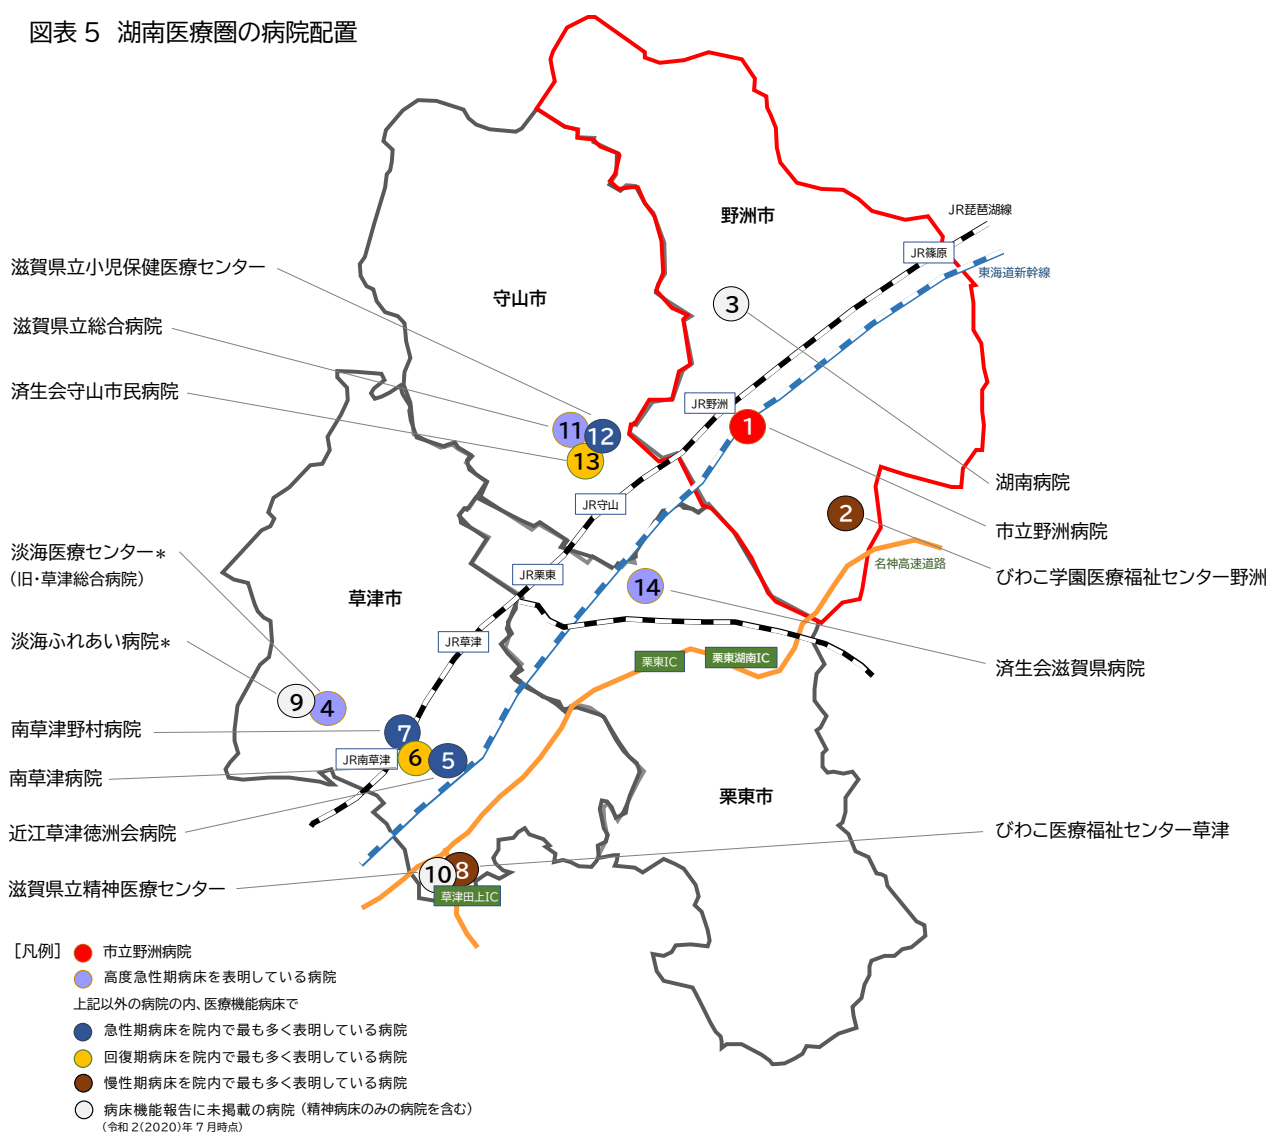 図表５ 湖南医療圏の病院配置
JR琵琶湖線
野洲市
JR篠原
滋賀県立小児保健医療センター
東海道新幹線
守山市
3
滋賀県立総合病院
済生会守山市民病院
JR野洲
11
12
1
13
湖南病院
JR守山
2
市立野洲病院
淡海医療センター＊
（旧・草津総合病院）
名神高速道路
JR栗東
びわこ学園医療福祉センター野洲
14
草津市
淡海ふれあい病院＊
JR草津
栗東IC
栗東湖南IC
済生会滋賀県病院
9
4
南草津野村病院
7
JR南草津
6
5
南草津病院
栗東市
近江草津徳洲会病院
びわこ医療福祉センター草津
10
8
滋賀県立精神医療センター
草津田上IC
［凡例］
市立野洲病院
高度急性期病床を表明している病院
上記以外の病院の内、医療機能病床で
急性期病床を院内で最も多く表明している病院
回復期病床を院内で最も多く表明している病院
慢性期病床を院内で最も多く表明している病院
病床機能報告に未掲載の病院（精神病床のみの病院を含む）
（令和２(2020)年７月時点）